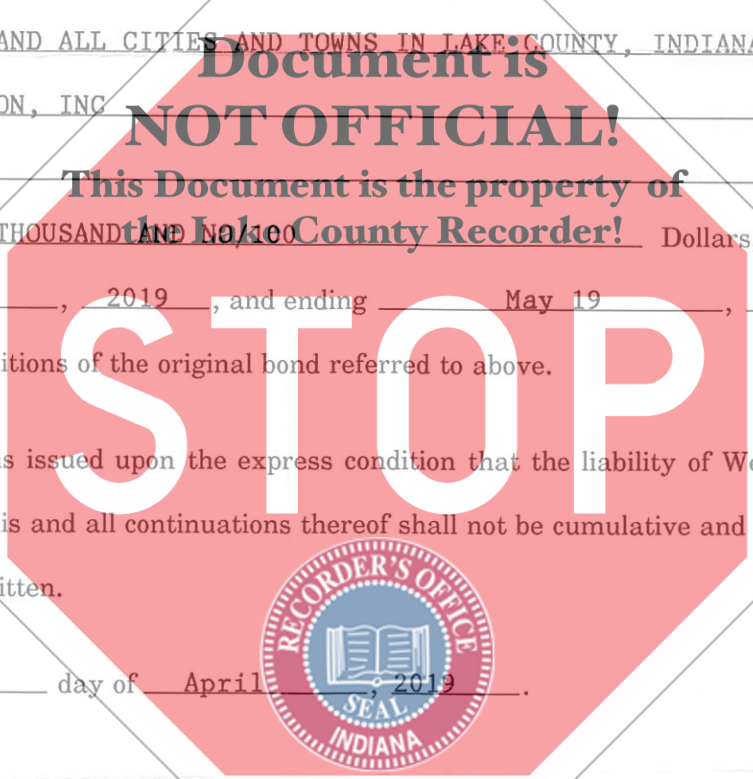 AND ALL CITIES AND TOWNS IN LAKE COUNTY, INDIANA
Document is
ON, INC
NOT OFFICIAL!
This Document is the property of
the Lake County Recorder!
THOUSAND AND NO/100 Dollars
, 2019, and ending May 19,
STOP
itions of the original bond referred to above.
s issued upon the express condition that the liability of We
is and all continuations thereof shall not be cumulative and
itten.
RECORDER'S OFFICE
SEAL
INDIANA
day of April, 2019.